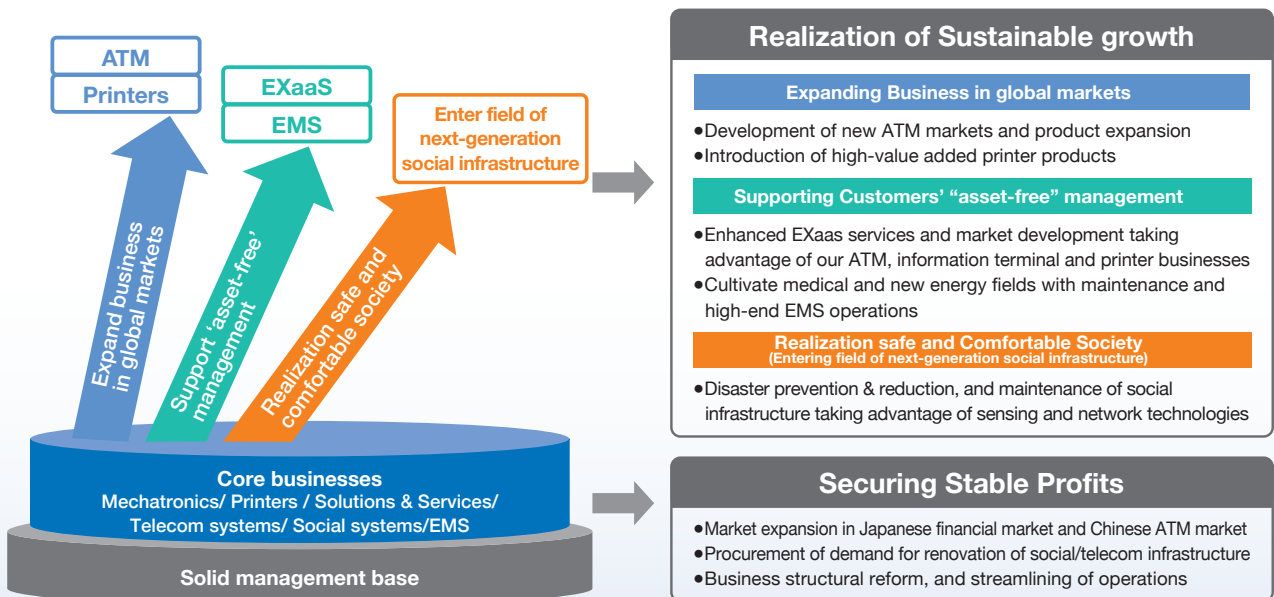 ATM
Printers
EXaaS
EMS
Enter field of
next-generation
social infrastructure
Expand business
in global markets
Support ‘asset-free’
management
Realization safe and
comfortable society
Core businesses
Mechatronics/ Printers / Solutions & Services/
Telecom systems/ Social systems/EMS
Solid management base
Realization of Sustainable growth
Expanding Business in global markets
•Development of new ATM markets and product expansion
•Introduction of high-value added printer products
Supporting Customers’ “asset-free” management
•Enhanced EXaas services and market development taking
advantage of our ATM, information terminal and printer businesses
•Cultivate medical and new energy fields with maintenance and
high-end EMS operations
Realization safe and Comfortable Society
(Entering field of next-generation social infrastructure)
•Disaster prevention & reduction, and maintenance of social
infrastructure taking advantage of sensing and network technologies
Securing Stable Profits
•Market expansion in Japanese financial market and Chinese ATM market
•Procurement of demand for renovation of social/telecom infrastructure
•Business structural reform, and streamlining of operations